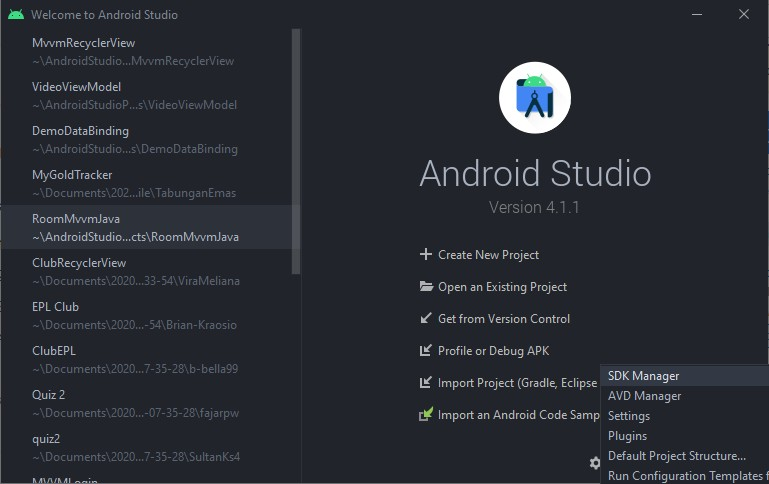 Welcome to Android Studio
MvvmRecyclerView
~\AndroidStudio...MvvmRecyclerView
VideoViewModel
~\AndroidStudioP...s\VideoViewModel
DemoDataBinding
~\AndroidStudio...s\DemoDataBinding
MyGoldTracker
~\Documents\202...ile\TabunganEmas
RoomMvvmJava
~\AndroidStudio...cts\RoomMvvmJava
ClubRecyclerView
~\Documents\2020...33-54\ViraMeliana
EPL Club
~\Documents\2020...-54\Brian-Kraosio
ClubEPL
~\Documents\2020...7-35-28\b-bella99
Quiz 2
~\Documents\2020...-07-35-28\fajarpw
quiz2
~\Documents\2020...7-35-28\SultanKs4
MVVMLogin
Android Studio
Version 4.1.1
Create New Project
Open an Existing Project
Get from Version Control
Profile or Debug APK
Import Project (Gradle, Eclipse
Import an Android Code Samp
SDK Manager
AVD Manager
Settings
Plugins
Default Project Structure...
Run Configuration Templates f